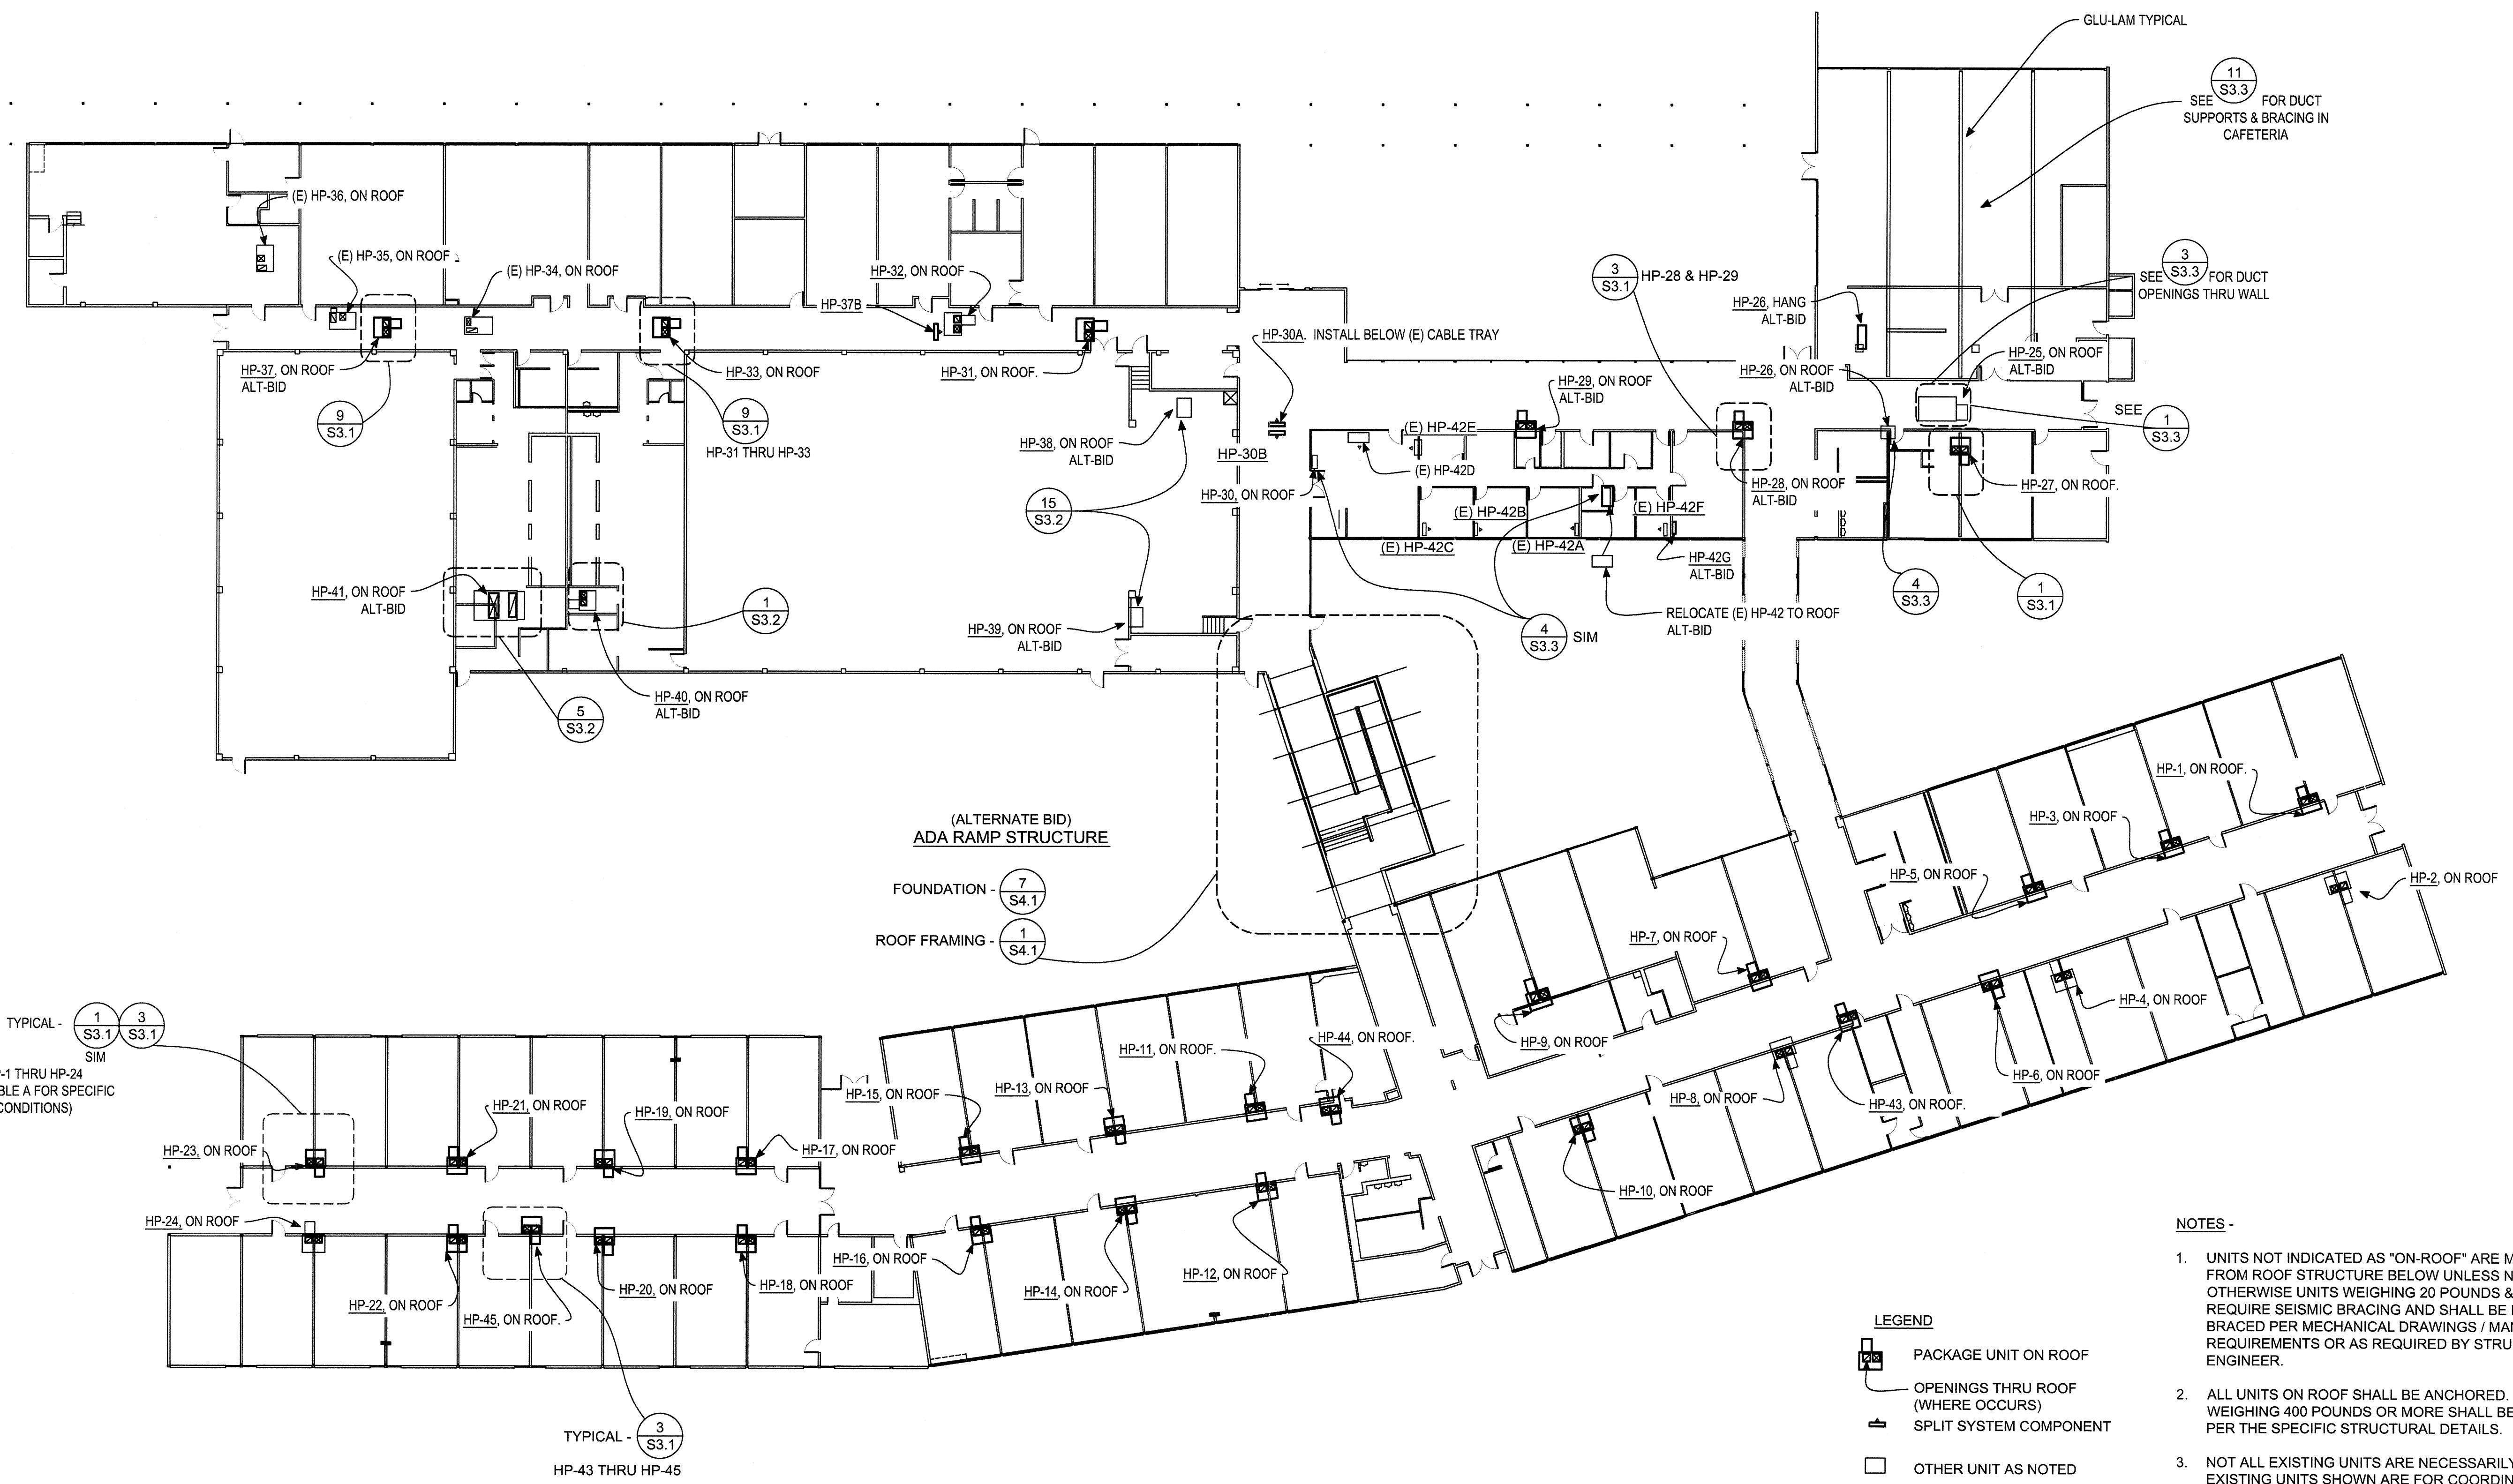 GLU-LAM TYPICAL
11
S3.3
SEE FOR DUCT
SUPPORTS & BRACING IN
CAFETERIA
(E) HP-36, ON ROOF
(E) HP-35, ON ROOF
(E) HP-34, ON ROOF
HP-32, ON ROOF
HP-37B
3
S3.1
HP-28 & HP-29
3
S3.3
SEE FOR DUCT
OPENINGS THRU WALL
HP-26, HANG
ALT-BID
HP-30A. INSTALL BELOW (E) CABLE TRAY
HP-37, ON ROOF
ALT-BID
HP-33, ON ROOF
HP-31, ON ROOF.
HP-29, ON ROOF
ALT-BID
HP-26, ON ROOF
ALT-BID
HP-25, ON ROOF
ALT-BID
9
S3.1
9
S3.1
HP-31 THRU HP-33
SEE
1
S3.3
HP-38, ON ROOF
ALT-BID
HP-30B
(E) HP-42E
(E) HP-42D
HP-30, ON ROOF
HP-28, ON ROOF
ALT-BID
HP-27, ON ROOF.
15
S3.2
(E) HP-42B
(E) HP-42F
(E) HP-42C
(E) HP-42A
HP-42G
ALT-BID
HP-41, ON ROOF
ALT-BID
1
S3.2
4
S3.3
1
S3.1
HP-39, ON ROOF
ALT-BID
4
S3.3
SIM
RELOCATE (E) HP-42 TO ROOF
ALT-BID
HP-40, ON ROOF
ALT-BID
5
S3.2
HP-1, ON ROOF.
HP-3, ON ROOF
(ALTERNATE BID)
ADA RAMP STRUCTURE
HP-5, ON ROOF
HP-2, ON ROOF
FOUNDATION -
7
S4.1
ROOF FRAMING -
1
S4.1
HP-7, ON ROOF
HP-4, ON ROOF
TYPICAL -
1
S3.1
3
S3.1
SIM
P-1 THRU HP-24
BLE A FOR SPECIFIC
CONDITIONS)
HP-9, ON ROOF
HP-44, ON ROOF.
HP-11, ON ROOF.
HP-6, ON ROOF
HP-13, ON ROOF
HP-15, ON ROOF
HP-8, ON ROOF
HP-43, ON ROOF.
HP-21, ON ROOF
HP-19, ON ROOF
HP-23, ON ROOF
HP-17, ON ROOF
HP-10, ON ROOF
HP-24, ON ROOF
HP-16, ON ROOF
HP-12, ON ROOF
HP-14, ON ROOF
HP-18, ON ROOF
HP-20, ON ROOF
HP-22, ON ROOF
HP-45, ON ROOF.
TYPICAL -
3
S3.1
HP-43 THRU HP-45
LEGEND
PACKAGE UNIT ON ROOF
OPENINGS THRU ROOF
(WHERE OCCURS)
SPLIT SYSTEM COMPONENT
OTHER UNIT AS NOTED
NOTES -
1. UNITS NOT INDICATED AS "ON-ROOF" ARE M
FROM ROOF STRUCTURE BELOW UNLESS N
OTHERWISE UNITS WEIGHING 20 POUNDS &
REQUIRE SEISMIC BRACING AND SHALL BE
BRACED PER MECHANICAL DRAWINGS / MAN
REQUIREMENTS OR AS REQUIRED BY STRU
ENGINEER.
2. ALL UNITS ON ROOF SHALL BE ANCHORED.
WEIGHING 400 POUNDS OR MORE SHALL BE
PER THE SPECIFIC STRUCTURAL DETAILS.
3. NOT ALL EXISTING UNITS ARE NECESSARILY
EXISTING UNITS SHOWN ARE FOR COORDIN